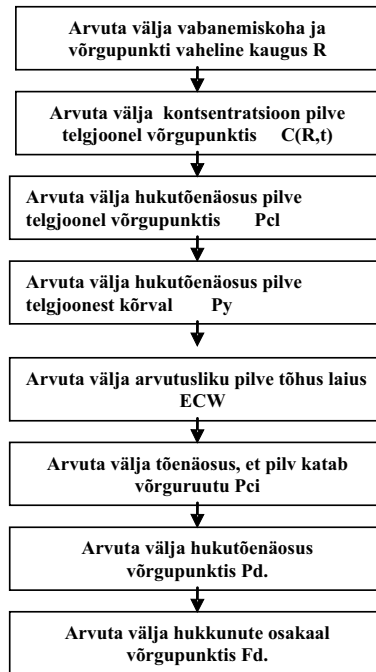 Arvuta välja vabanemiskoha ja
võrgupunkti vaheline kaugus R
Arvuta välja kontsentratsioon pilve
telgjoonel võrgupunktis C(R,t)
Arvuta välja hukutõenäosus pilve
telgjoonel võrgupunktis Pcl
Arvuta välja hukutõenäosus pilve
telgjoonest kõrval Py
Arvuta välja arvutusliku pilve tõhus laius
ECW
Arvuta välja tõenäosus, et pilv katab
võrguruutu Pci
Arvuta välja hukutõenäosus
võrgupunktis Pd.
Arvuta välja hukkunute osakaal
võrgupunktis Fd.